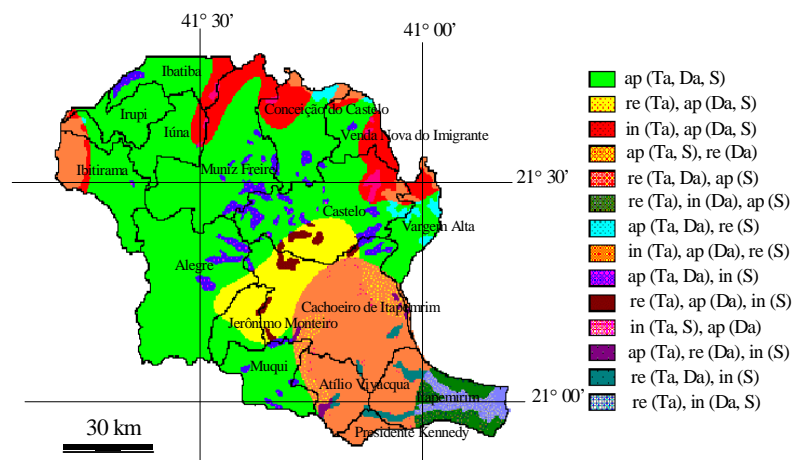 41° 30'
41° 00'
Ibatiba
Conceição do Castelo
Irupi
Iúna
Venda Nova do Imigrante
Ibitirama
Muníz Freire
21° 30'
Castelo
Vargem Alta
Alegre
Cachoeiro de Itapimrim
Jerônimo Monteiro
Muqui
Atílio Vivacqua
Itapemirim
21° 00'
Presidente Kennedy
30 km
ap (Ta, Da, S)
re (Ta), ap (Da, S)
in (Ta), ap (Da, S)
ap (Ta, S), re (Da)
re (Ta, Da), ap (S)
re (Ta), in (Da), ap (S)
ap (Ta, Da), re (S)
in (Ta), ap (Da), re (S)
ap (Ta, Da), in (S)
re (Ta), ap (Da), in (S)
in (Ta, S), ap (Da)
ap (Ta), re (Da), in (S)
re (Ta, Da), in (S)
re (Ta), in (Da, S)